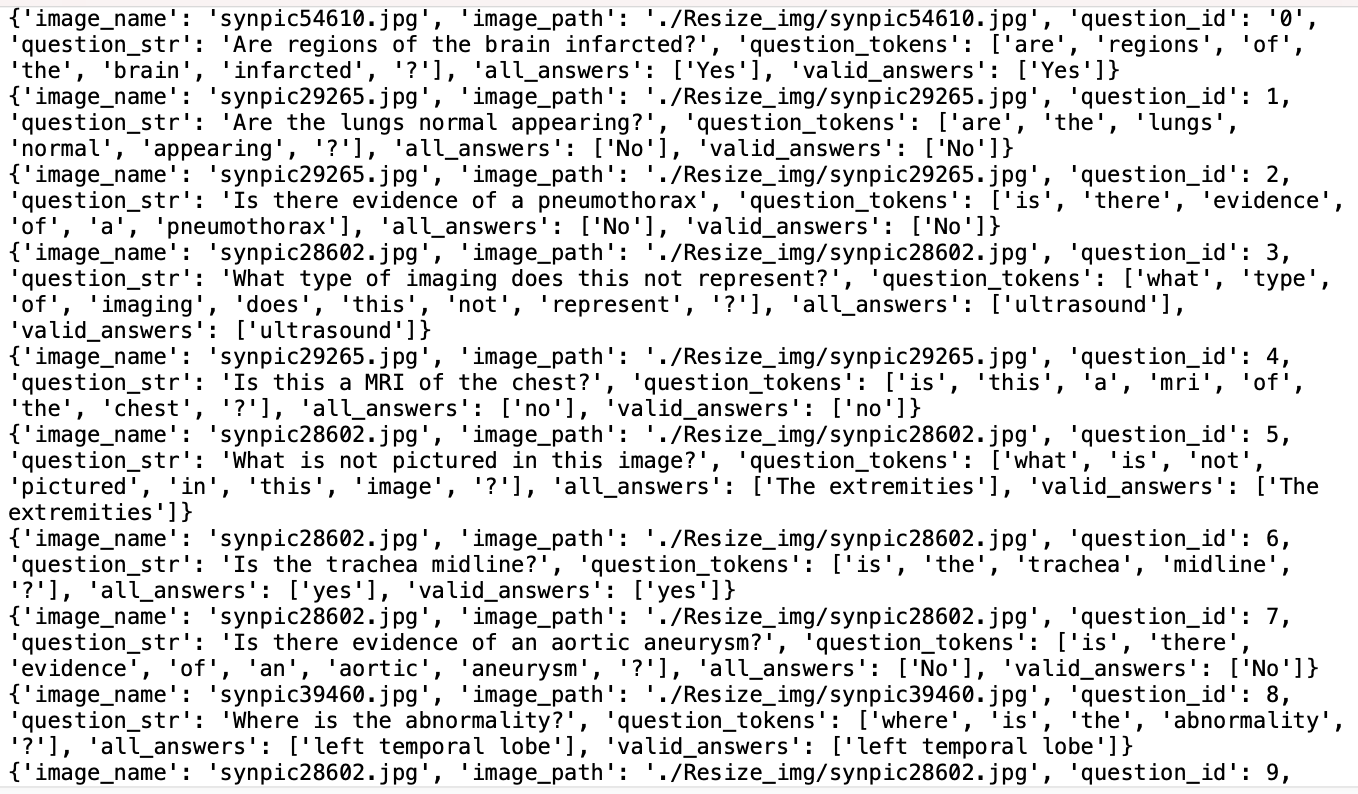 {'image_name': 'synpic54610.jpg', 'image_path': './Resize_img/synpic54610.jpg', 'question_id': '0',
'question_str': 'Are regions of the brain infarcted?', 'question_tokens': ['are', 'regions', 'of',
'the', 'brain', 'infarcted', '?'], 'all_answers': ['Yes'], 'valid_answers': ['Yes']}
{'image_name': 'synpic29265.jpg', 'image_path': './Resize_img/synpic29265.jpg', 'question_id': 1,
'question_str': 'Are the lungs normal appearing?', 'question_tokens': ['are', 'the', 'lungs',
'normal', 'appearing', '?'], 'all_answers': ['No'], 'valid_answers': ['No']}
{'image_name': 'synpic29265.jpg', 'image_path': './Resize_img/synpic29265.jpg', 'question_id': 2,
'question_str': 'Is there evidence of a pneumothorax', 'question_tokens': ['is', 'there', 'evidence',
'of', 'a', 'pneumothorax'], 'all_answers': ['No'], 'valid_answers': ['No']}
{'image_name': 'synpic28602.jpg', 'image_path': './Resize_img/synpic28602.jpg', 'question_id': 3,
'question_str': 'What type of imaging does this not represent?', 'question_tokens': ['what', 'type',
'of', 'imaging', 'does', 'this', 'not', 'represent', '?'], 'all_answers': ['ultrasound'],
'valid_answers': ['ultrasound']}
{'image_name': 'synpic29265.jpg', 'image_path': './Resize_img/synpic29265.jpg', 'question_id': 4,
'question_str': 'Is this a MRI of the chest?', 'question_tokens': ['is', 'this', 'a', 'mri', 'of',
'the', 'chest', '?'], 'all_answers': ['no'], 'valid_answers': ['no']}
{'image_name': 'synpic28602.jpg', 'image_path': './Resize_img/synpic28602.jpg', 'question_id': 5,
'question_str': 'What is not pictured in this image?', 'question_tokens': ['what', 'is', 'not',
'pictured', 'in', 'this', 'image', '?'], 'all_answers': ['The extremities'], 'valid_answers': ['The
extremities']}
{'image_name': 'synpic28602.jpg', 'image_path': './Resize_img/synpic28602.jpg', 'question_id': 6,
'question_str': 'Is the trachea midline?', 'question_tokens': ['is', 'the', 'trachea', 'midline',
'?'], 'all_answers': ['yes'], 'valid_answers': ['yes']}
{'image_name': 'synpic28602.jpg', 'image_path': './Resize_img/synpic28602.jpg', 'question_id': 7,
'question_str': 'Is there evidence of an aortic aneurysm?', 'question_tokens': ['is', 'there',
'evidence', 'of', 'an', 'aortic', 'aneurysm', '?'], 'all_answers': ['No'], 'valid_answers': ['No']}
{'image_name': 'synpic39460.jpg', 'image_path': './Resize_img/synpic39460.jpg', 'question_id': 8,
'question_str': 'Where is the abnormality?', 'question_tokens': ['where', 'is', 'the', 'abnormality',
'?'], 'all_answers': ['left temporal lobe'], 'valid_answers': ['left temporal lobe']}
{'image_name': 'synpic28602.jpg', 'image_path': './Resize_img/synpic28602.jpg', 'question_id': 9,